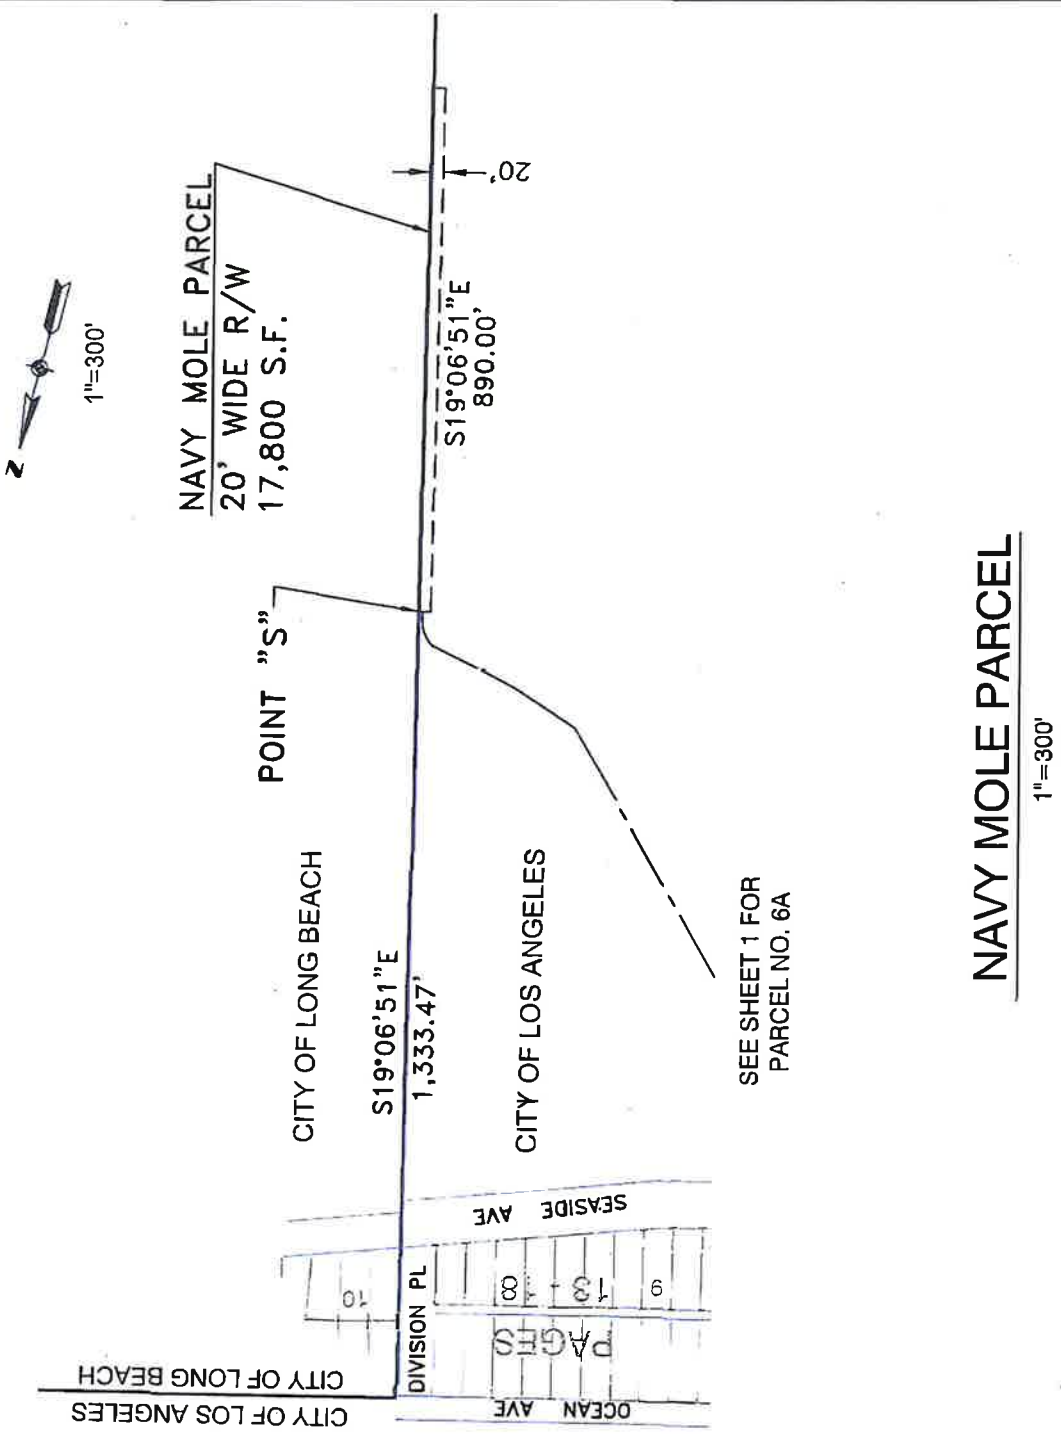 N
1"=300'
NAVY MOLE PARCEL
20' WIDE R/W
17,800 S.F.
20'
S19°06'51"E
890.00'
POINT "S"
CITY OF LONG BEACH
S19°06'51"E
1,333.47'
CITY OF LOS ANGELES
SEE SHEET 1 FOR
PARCEL NO. 6A
SEASIDE AVE
DIVISION PL
10
8
13
9
PAGES
OCEAN AVE
CITY OF LONG BEACH
CITY OF LOS ANGELES
NAVY MOLE PARCEL
1"=300'